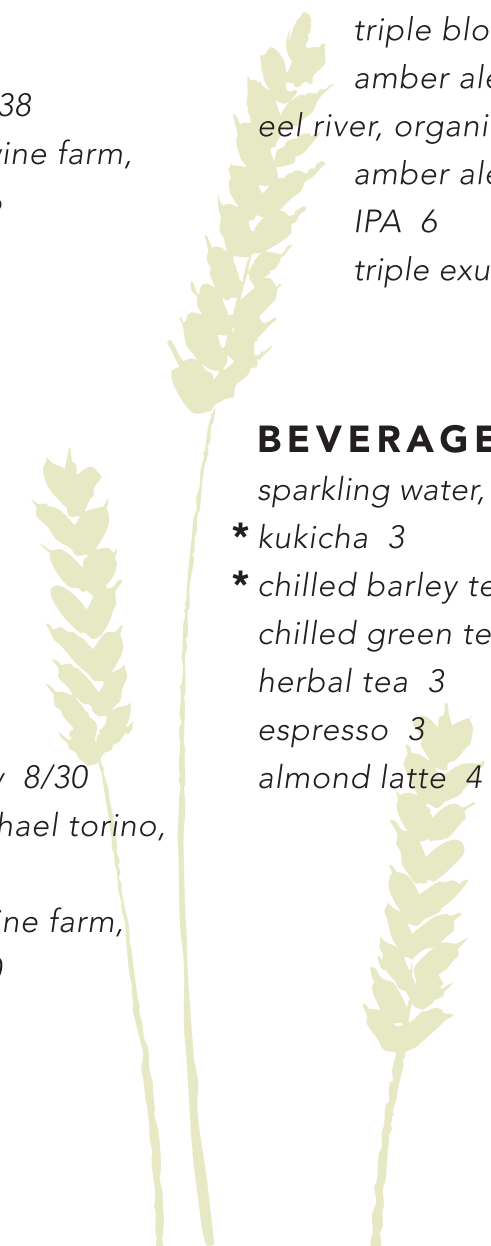 38
vine farm,
8/30
hael torino,
ine farm,
triple blo
amber ale
eel river, organi
amber ale
IPA 6
triple exu
BEVERAGE
sparkling water,
* kukicha 3
* chilled barley te
chilled green te
herbal tea 3
espresso 3
almond latte 4